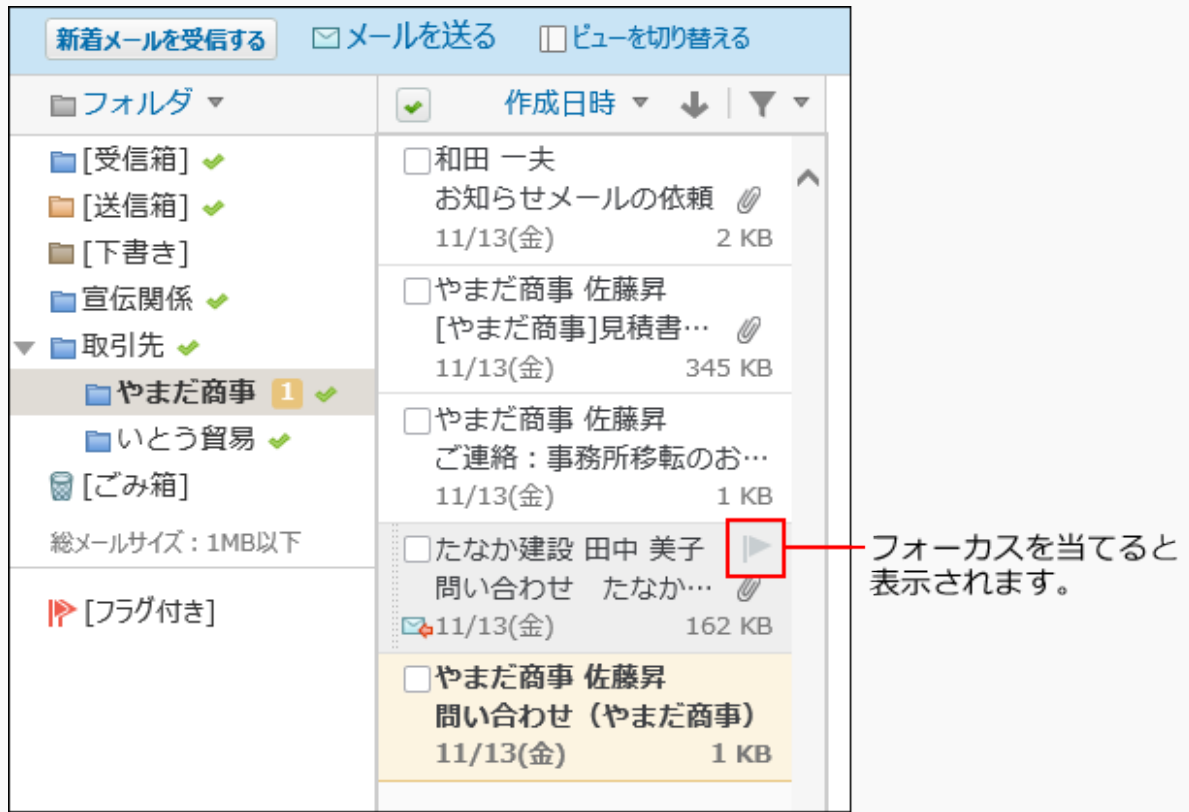 新着メールを受信する メールを送る ビューを切り替える
フォルダ
[受信箱]
[送信箱]
[下書き]
宣伝関係
取引先
やまだ商事 1
いとう貿易
[ごみ箱]
総メールサイズ：1MB以下
[フラグ付き]
作成日時
和田 一夫
お知らせメールの依頼
11/13(金) 2 KB
やまだ商事 佐藤昇
[やまだ商事]見積書…
11/13(金) 345 KB
やまだ商事 佐藤昇
ご連絡：事務所移転のお…
11/13(金) 1 KB
たなか建設 田中 美子
問い合わせ　たなか…
11/13(金) 162 KB
やまだ商事 佐藤昇
問い合わせ（やまだ商事）
11/13(金) 1 KB
フォーカスを当てると
表示されます。